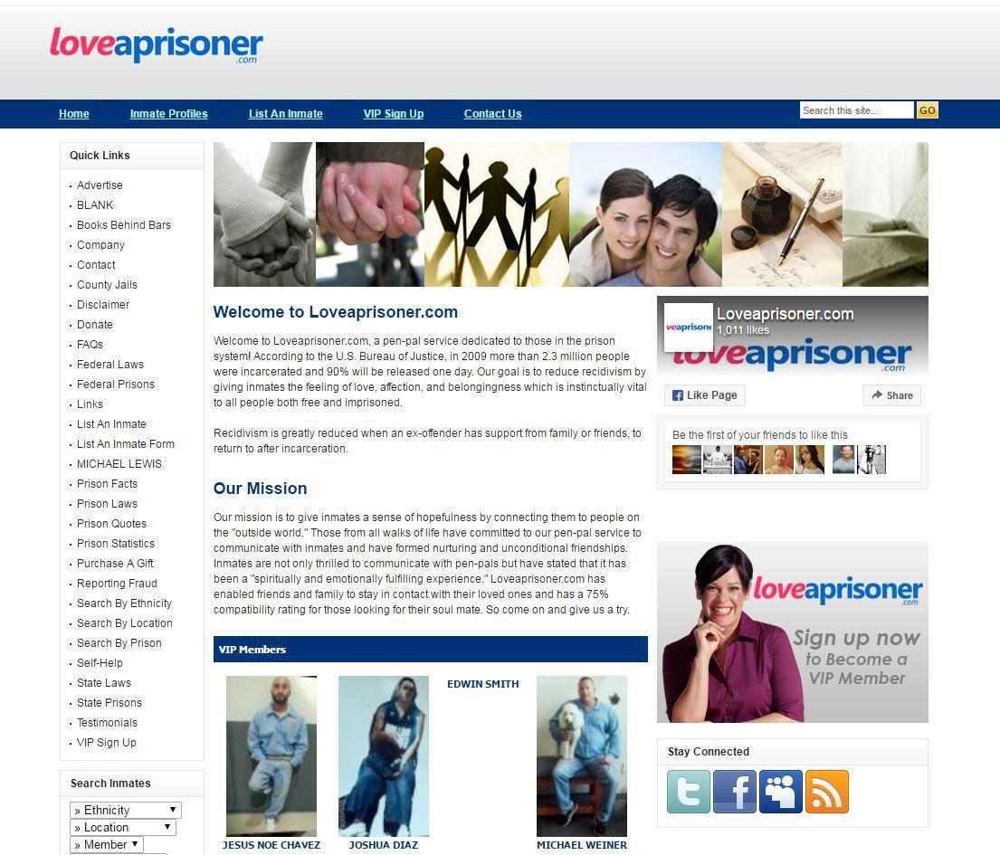 loveaprisoner
.com
Home
Inmate Profiles
List An Inmate
VIP Sign Up
Contact Us
Search this site...
GO
Quick Links
Advertise
BLANK
Books Behind Bars
Company
Contact
County Jails
Disclaimer
Donate
FAQs
Federal Laws
Federal Prisons
Links
List An Inmate
List An Inmate Form
MICHAEL LEWIS
Prison Facts
Prison Laws
Prison Quotes
Prison Statistics
Purchase A Gift
Reporting Fraud
Search By Ethnicity
Search By Location
Search By Prison
Self-Help
State Laws
State Prisons
Testimonials
VIP Sign Up
Search Inmates
» Ethnicity
» Location
» Member
Welcome to Loveaprisoner.com
Welcome to Loveaprisoner.com, a pen-pal service dedicated to those in the prison
system! According to the U.S. Bureau of Justice, in 2009 more than 2.3 million people
were incarcerated and 90% will be released one day. Our goal is to reduce recidivism by
giving inmates the feeling of love, affection, and belongingness which is instinctually vital
to all people both free and imprisoned.
Recidivism is greatly reduced when an ex-offender has support from family or friends, to
return to after incarceration.
Our Mission
Our mission is to give inmates a sense of hopefulness by connecting them to people on
the "outside world." Those from all walks of life have committed to our pen-pal service to
communicate with inmates and have formed nurturing and unconditional friendships.
Inmates are not only thrilled to communicate with pen-pals but have stated that it has
been a "spiritually and emotionally fulfilling experience." Loveaprisoner.com has
enabled friends and family to stay in contact with their loved ones and has a 75%
compatibility rating for those looking for their soul mate. So come on and give us a try.
VIP Members
EDWIN SMITH
JESUS NOE CHAVEZ
JOSHUA DIAZ
MICHAEL WEINER
veaprison
Loveaprisoner.com
1,011 likes
loveaprisoner
.com
Like Page
Share
Be the first of your friends to like this
loveaprisoner
.com
Sign up now
to Become a
VIP Member
Stay Connected